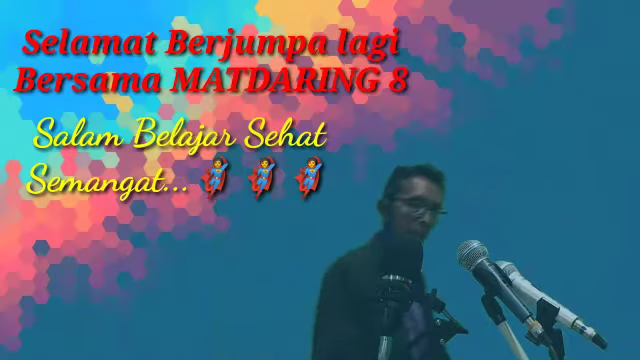 Selamat Berjumpa lagi
Bersama MATDARING 8
Salam Belajar Sehat
Semangat...